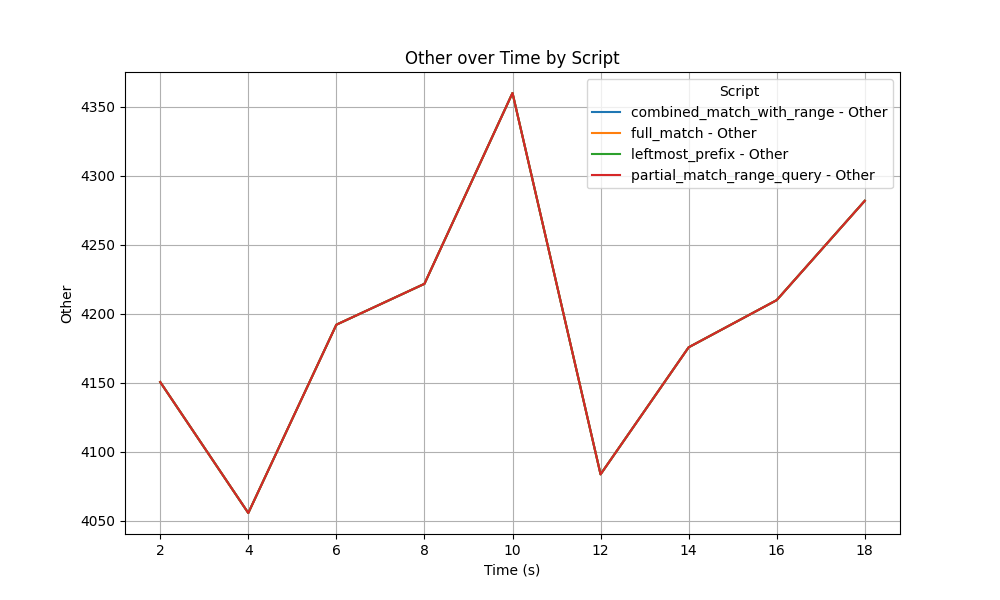 Other over Time by Script
Script
combined_match_with_range - Other
full_match - Other
leftmost_prefix - Other
partial_match_range_query - Other
Other
4350
4300
4250
4200
4150
4100
4050
2 4 6 8 10 12 14 16 18
Time (s)